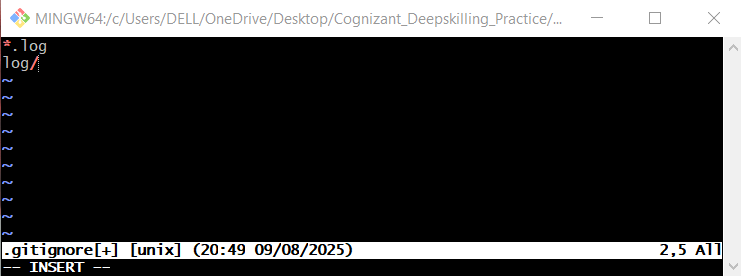 MINGW64:/c/Users/DELL/OneDrive/Desktop/Cognizant_Deepskilling_Practice/...
*.log
log/
~
~
~
~
~
~
~
~
~
~
.gitignore[+] [unix] (20:49 09/08/2025) 2,5 All
-- INSERT --